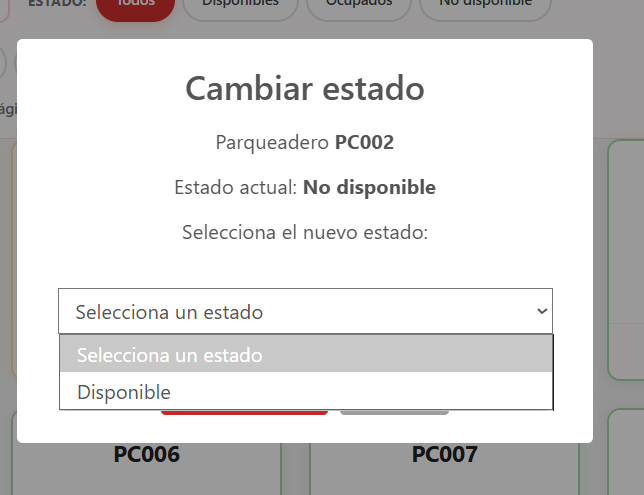 ESTADO: Todos Disponibles Ocupados No disponible
ági
Cambiar estado
Parqueadero PC002
Estado actual: No disponible
Selecciona el nuevo estado:
Selecciona un estado
Selecciona un estado
Disponible
PC006 PC007